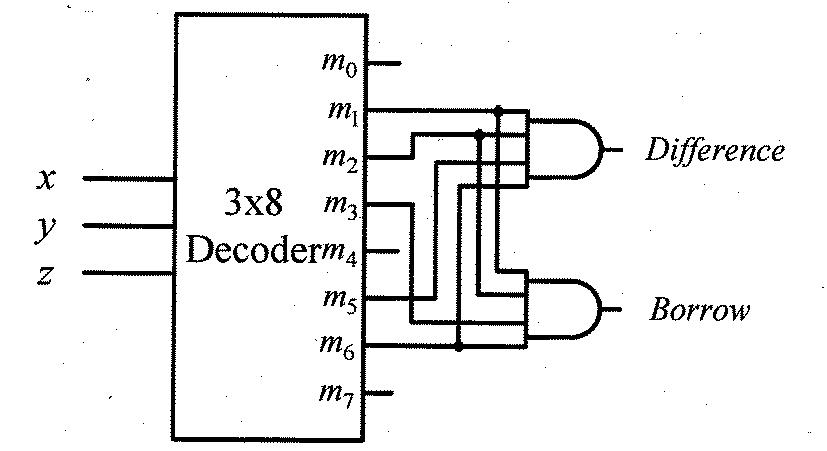 m₀
m₁
m₂
m₃
m₄
m₅
m₆
m₇
x
y
z
3x8
Decoder
Difference
Borrow